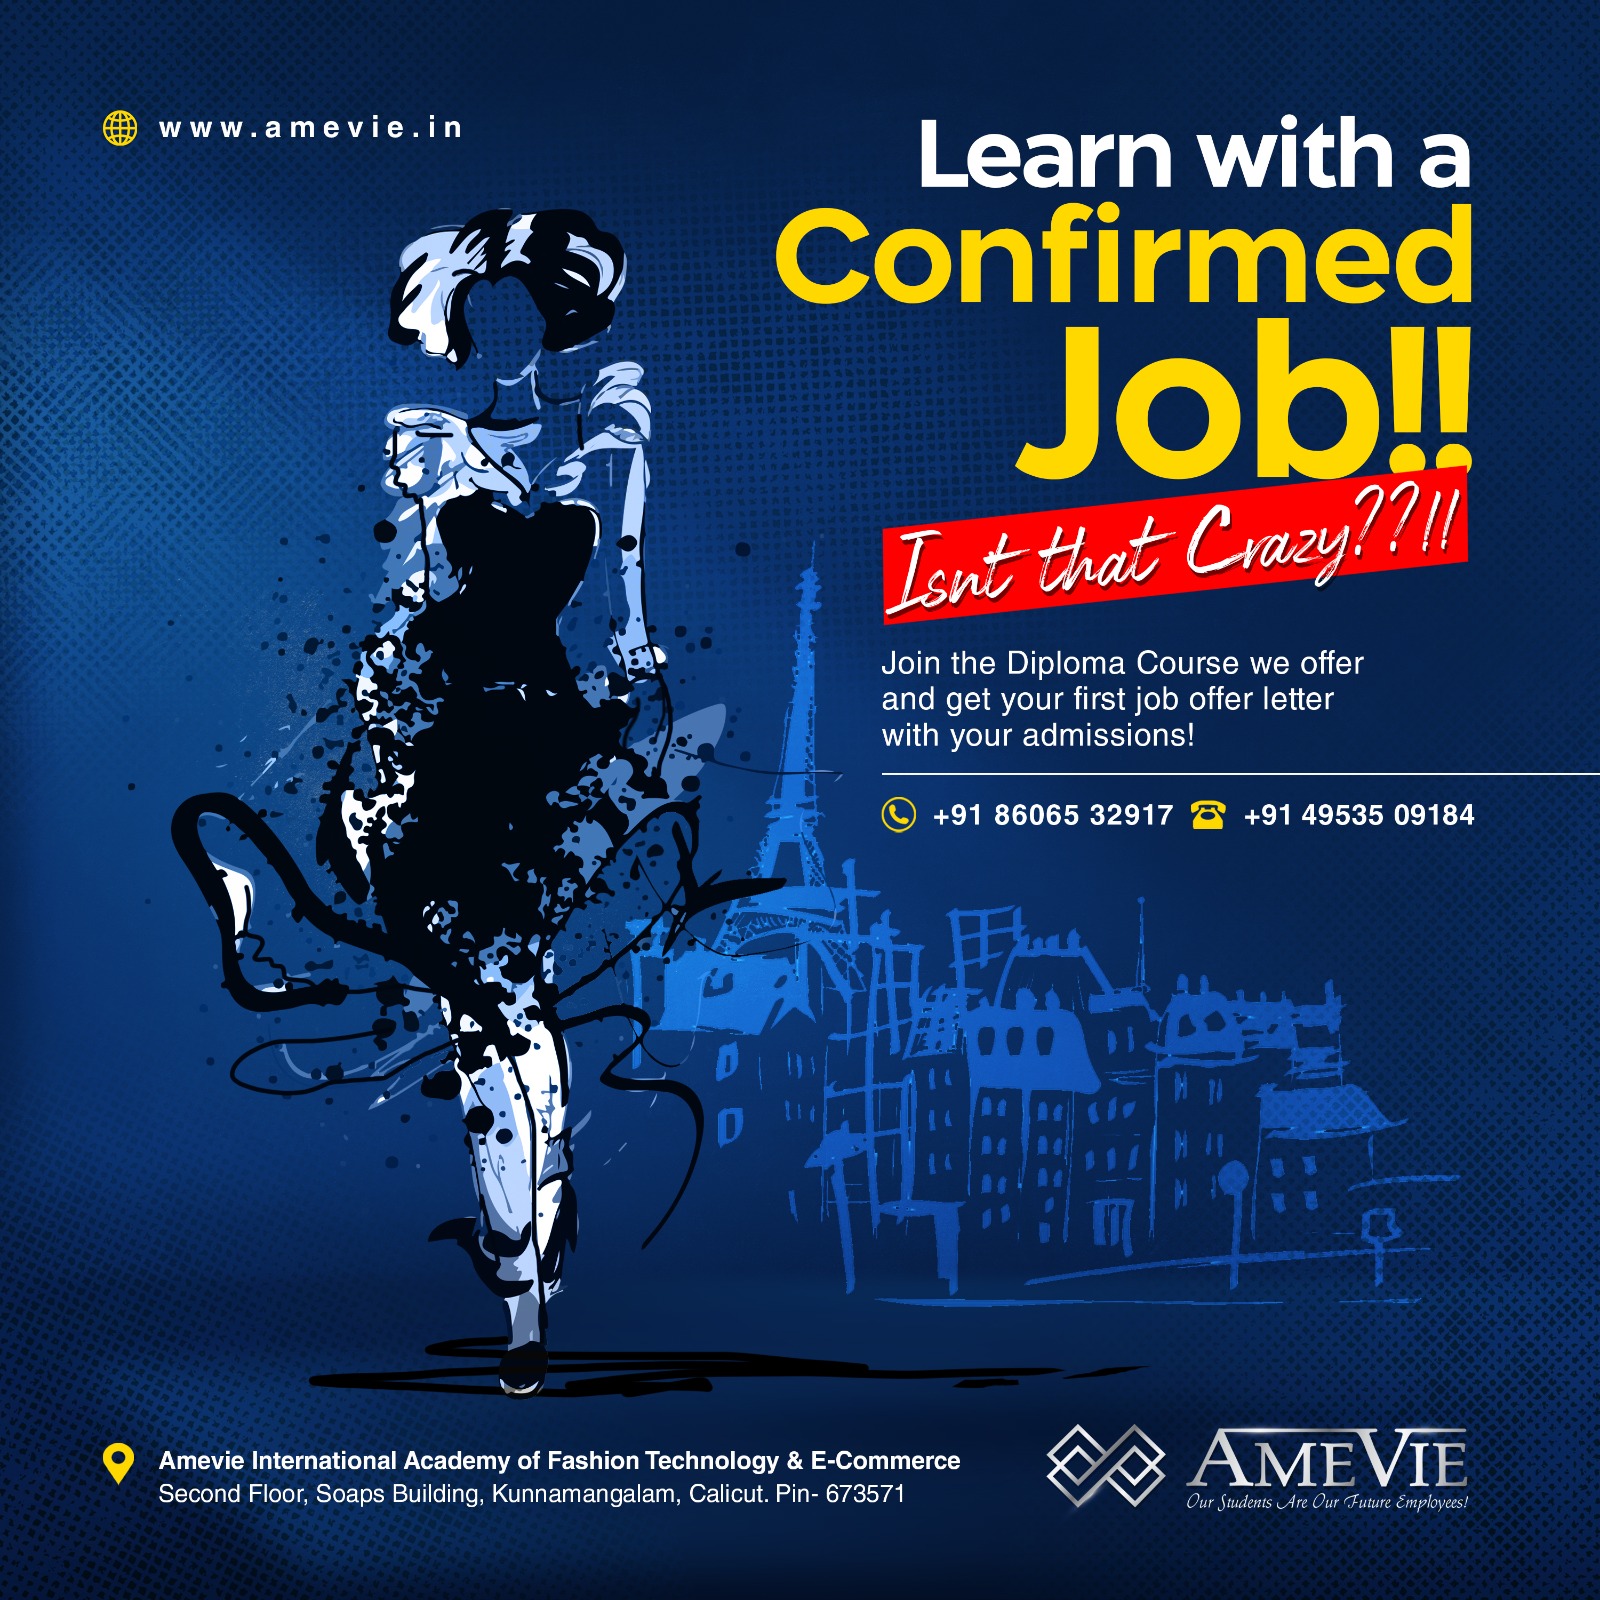 www.amevie.in
Learn with a
Confirmed
Job!!
Isnt that Crazy??!!
Join the Diploma Course we offer
and get your first job offer letter
with your admissions!
+91 86065 32917 +91 49535 09184
Amevie International Academy of Fashion Technology & E-Commerce
Second Floor, Soaps Building, Kunnamangalam, Calicut. Pin- 673571
AMEVIE
Our Students Are Our Future Employees!